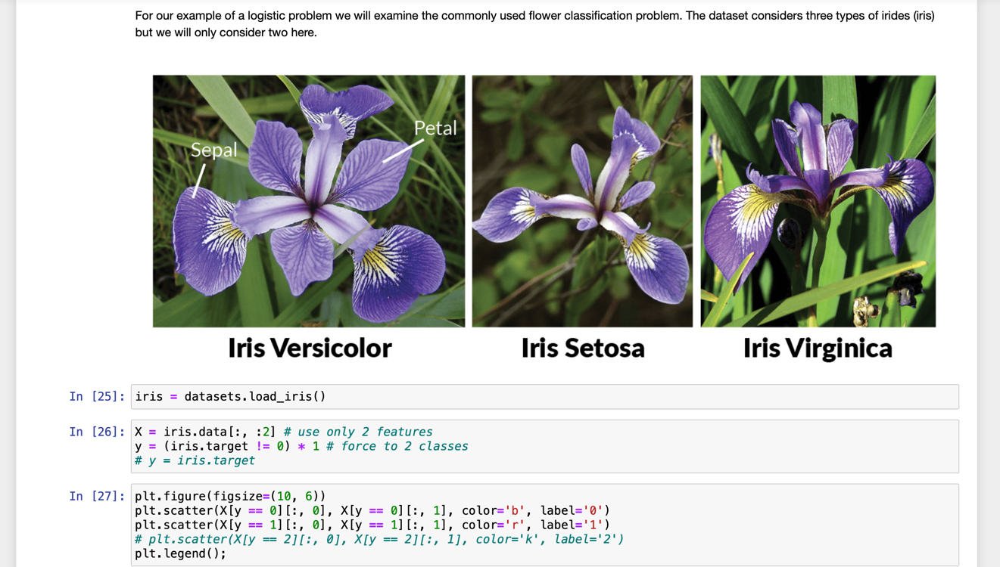 For our example of a logistic problem we will examine the commonly used flower classification problem. The dataset considers three types of irides (iris)
but we will only consider two here.
Sepal
Petal
Iris Versicolor
Iris Setosa
Iris Virginica
In [25]: iris = datasets.load_iris()
In [26]: X = iris.data[:, :2] # use only 2 features
y = (iris.target != 0) * 1 # force to 2 classes
# y = iris.target
In [27]: plt.figure(figsize=(10, 6))
plt.scatter(X[y == 0][:, 0], X[y == 0][:, 1], color='b', label='0')
plt.scatter(X[y == 1][:, 0], X[y == 1][:, 1], color='r', label='1')
# plt.scatter(X[y == 2][:, 0], X[y == 2][:, 1], color='k', label='2')
plt.legend();